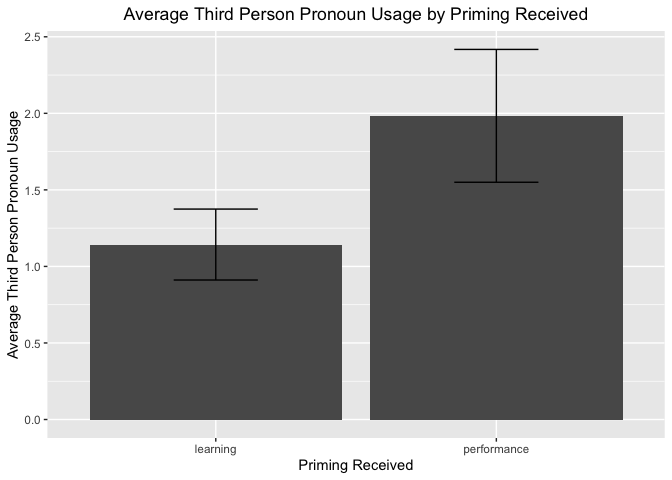 Average Third Person Pronoun Usage by Priming Received
Average Third Person Pronoun Usage
2.5
2.0
1.5
1.0
0.5
0.0
learning performance
Priming Received